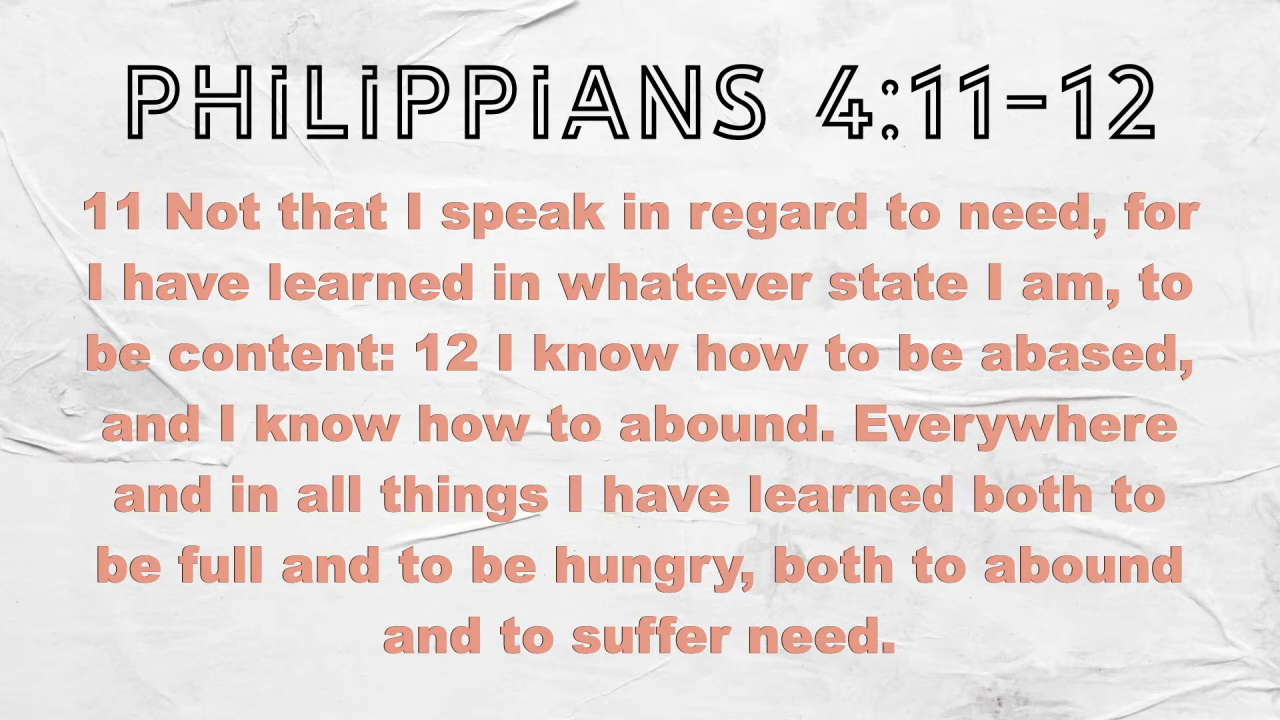 PHILIPPIANS 4:11-12
11 Not that I speak in regard to need, for
I have learned in whatever state I am, to
be content: 12 I know how to be abased,
and I know how to abound. Everywhere
and in all things I have learned both to
be full and to be hungry, both to abound
and to suffer need.